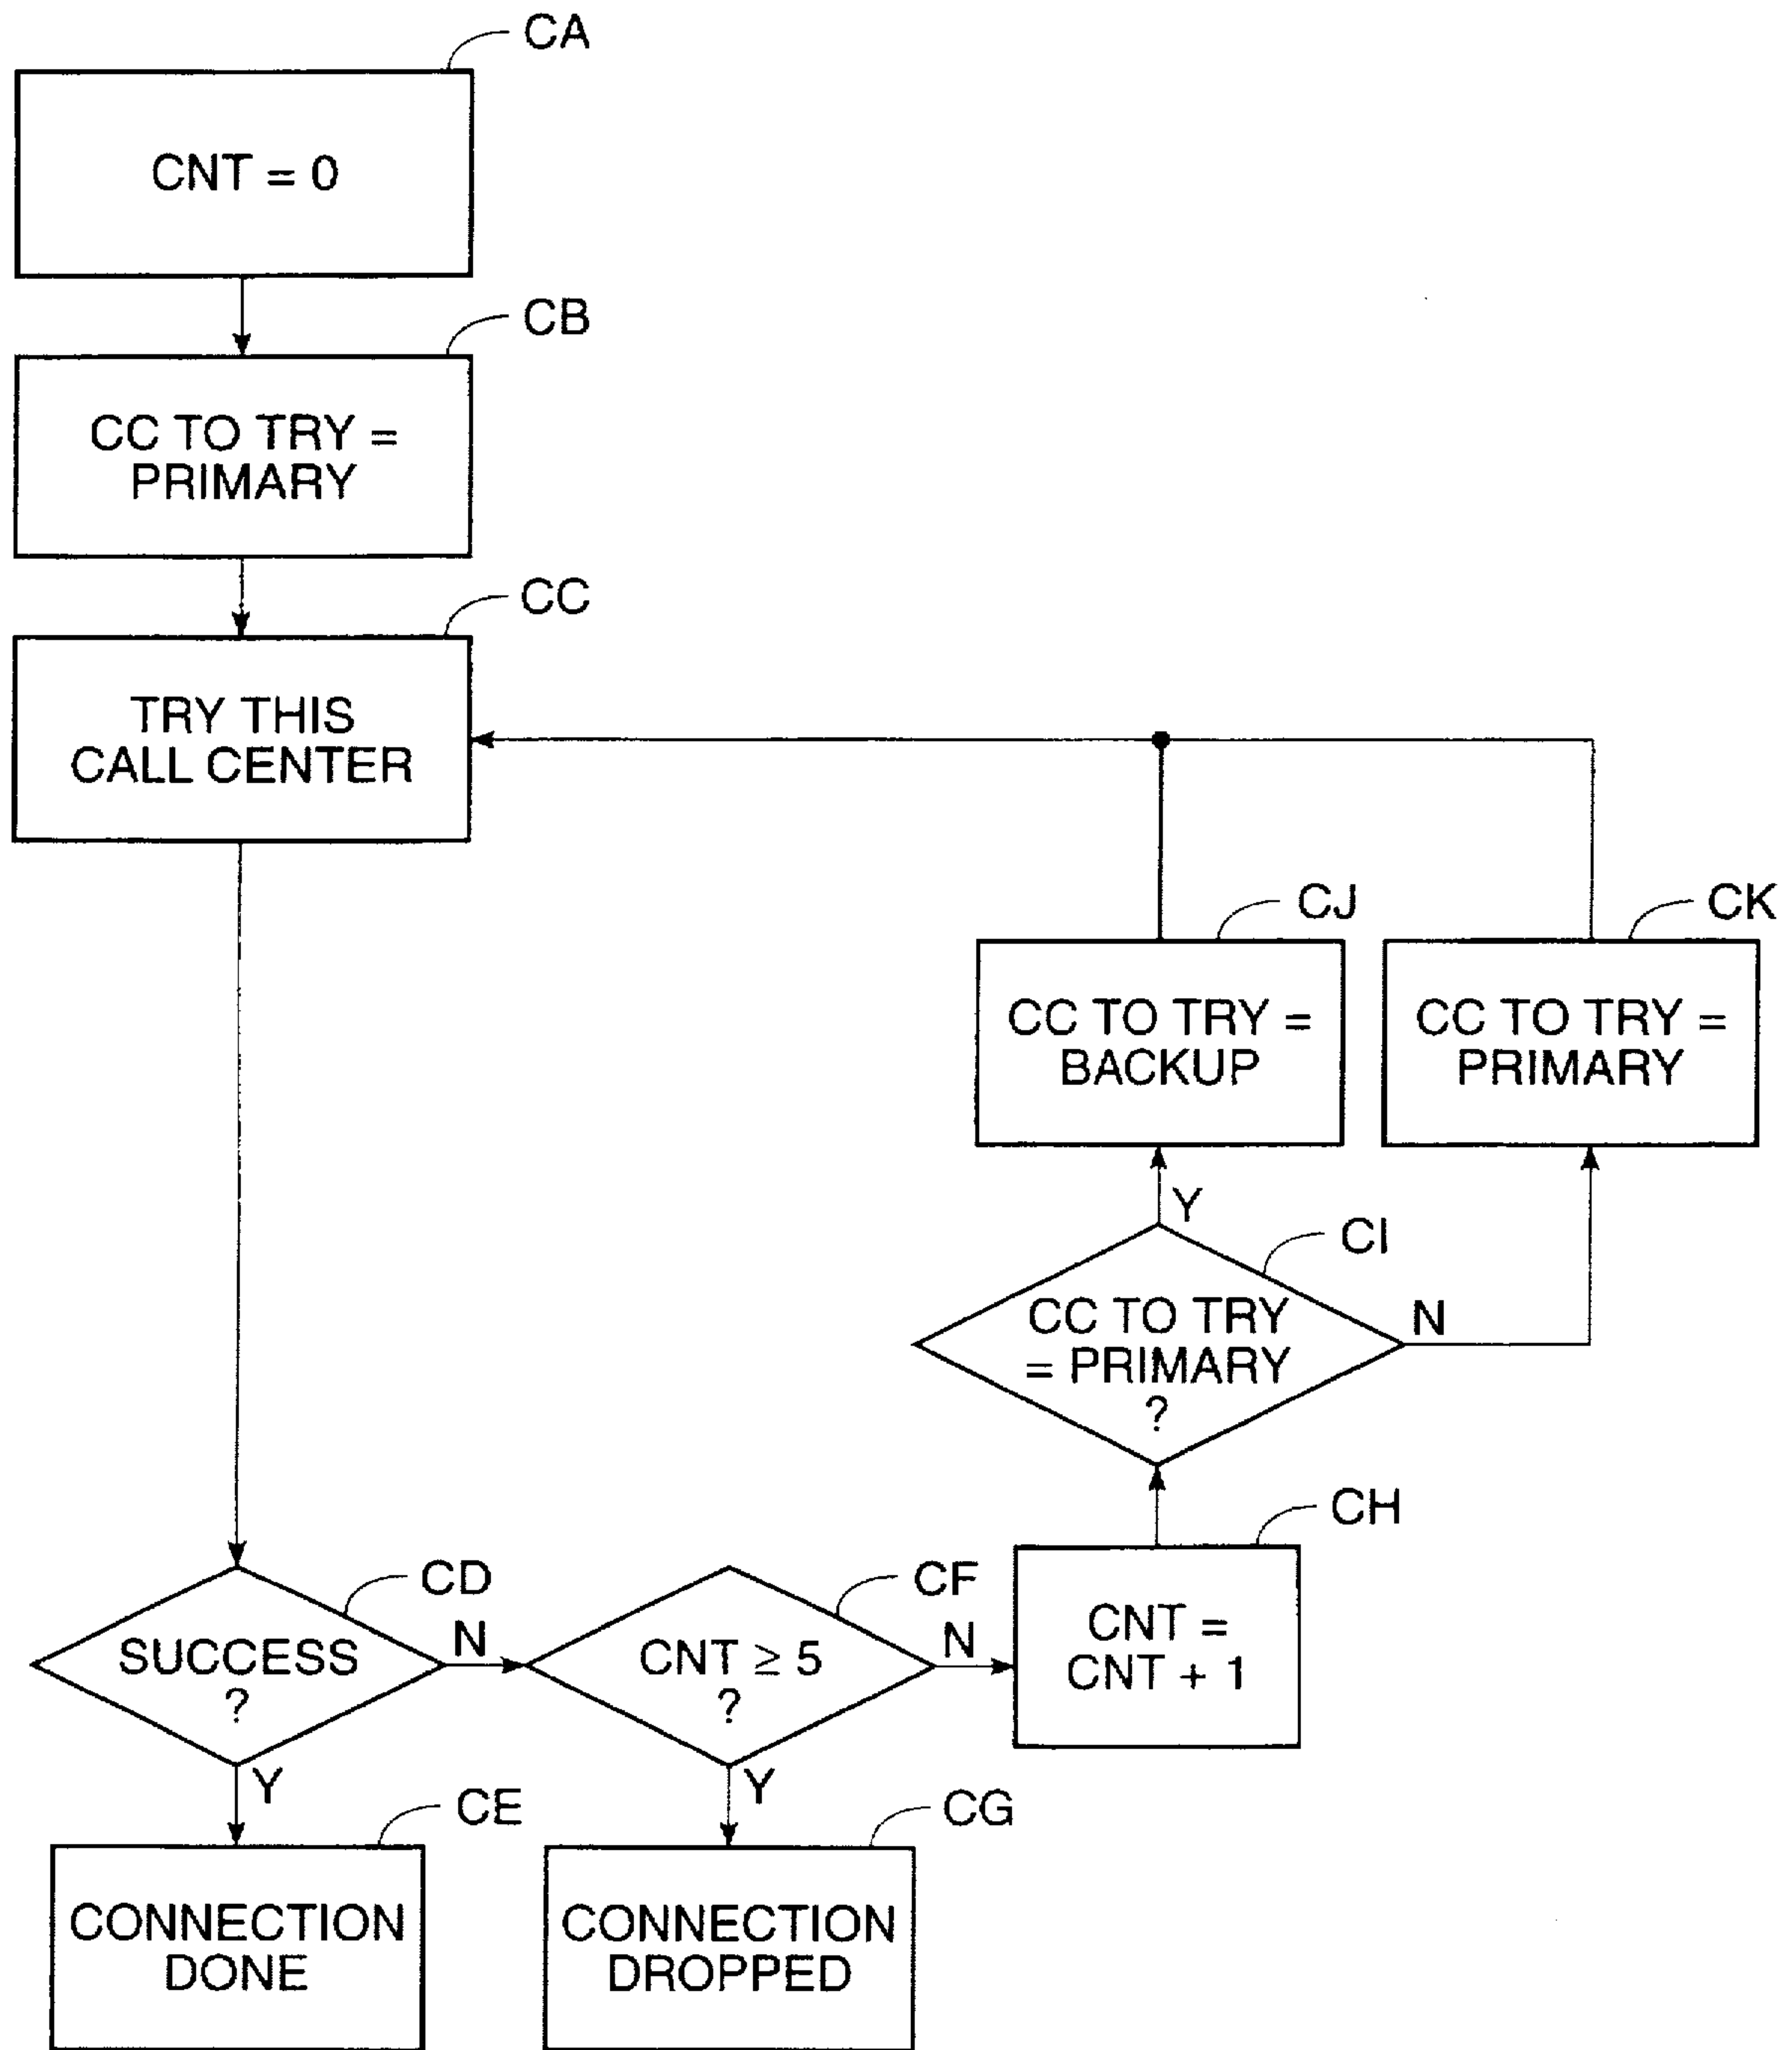 CA
CNT = 0
CB
CC TO TRY =
PRIMARY
CC
TRY THIS
CALL CENTER
CJ
CK
CC TO TRY =
BACKUP
CC TO TRY =
PRIMARY
Y
CI
CC TO TRY
= PRIMARY
?
N
CH
CNT =
CNT + 1
CD
SUCCESS
?
N
CF
CNT ≥ 5
?
N
Y
CE
Y
CG
CONNECTION
DONE
CONNECTION
DROPPED